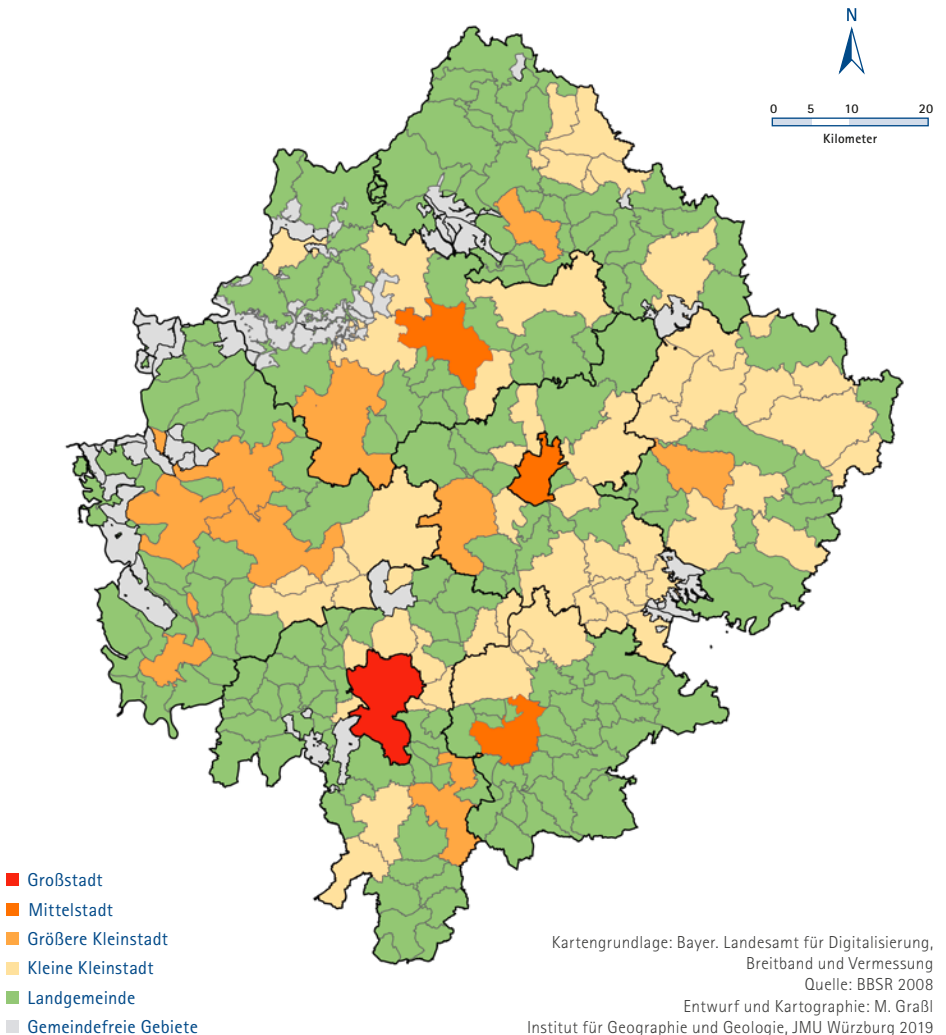 N
0 5 10 20
Kilometer
Großstadt
Mittelstadt
Größere Kleinstadt
Kleine Kleinstadt
Landgemeinde
Gemeindefreie Gebiete
Kartengrundlage: Bayer. Landesamt für Digitalisierung,
Breitband und Vermessung
Quelle: BBSR 2008
Entwurf und Kartographie: M. Graßl
Institut für Geographie und Geologie, JMU Würzburg 2019